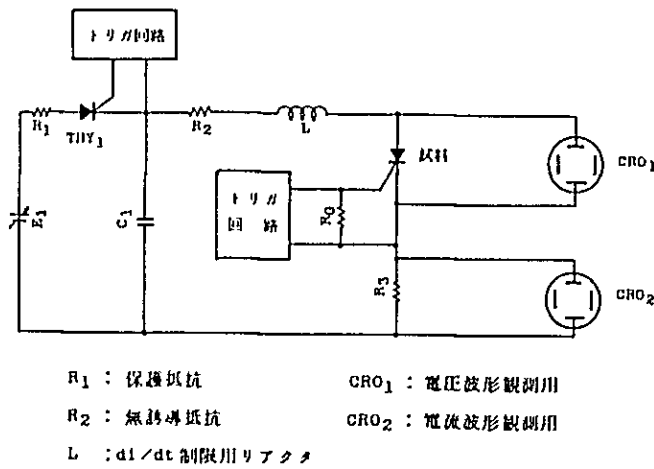 トリガ回路
R1
THY1
R2
L
試料
CRO1
トリガ
回路
RG
E1
C1
R3
CRO2
R1 : 保護抵抗
CRO1 : 電圧波形観測用
R2 : 無誘導抵抗
CRO2 : 電流波形観測用
L : di/dt 制限用リアクタ